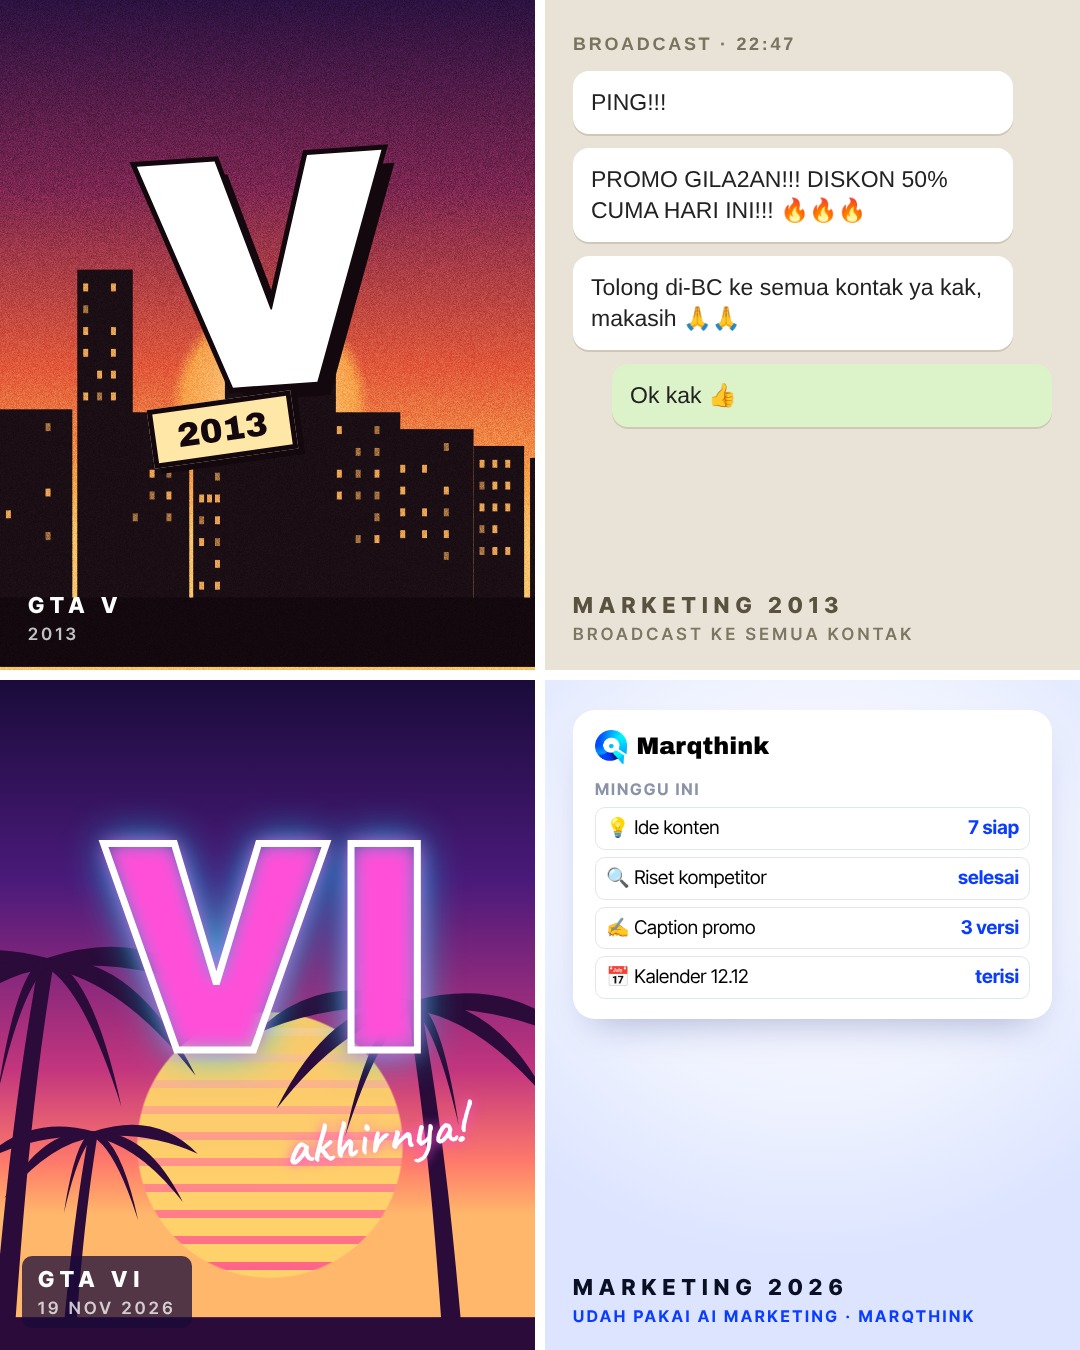 V
2013
GTA V
2013
BROADCAST · 22:47
PING!!!
PROMO GILA2AN!!! DISKON 50%
CUMA HARI INI!!! 🔥🔥🔥
Tolong di-BC ke semua kontak ya kak,
makasih 🙏🙏
Ok kak 👍
MARKETING 2013
BROADCAST KE SEMUA KONTAK
VI
akhirnya!
GTA VI
19 NOV 2026
Marqthink
MINGGU INI
💡 Ide konten 7 siap
🔍 Riset kompetitor selesai
✍️ Caption promo 3 versi
📅 Kalender 12.12 terisi
MARKETING 2026
UDAH PAKAI AI MARKETING · MARQTHINK